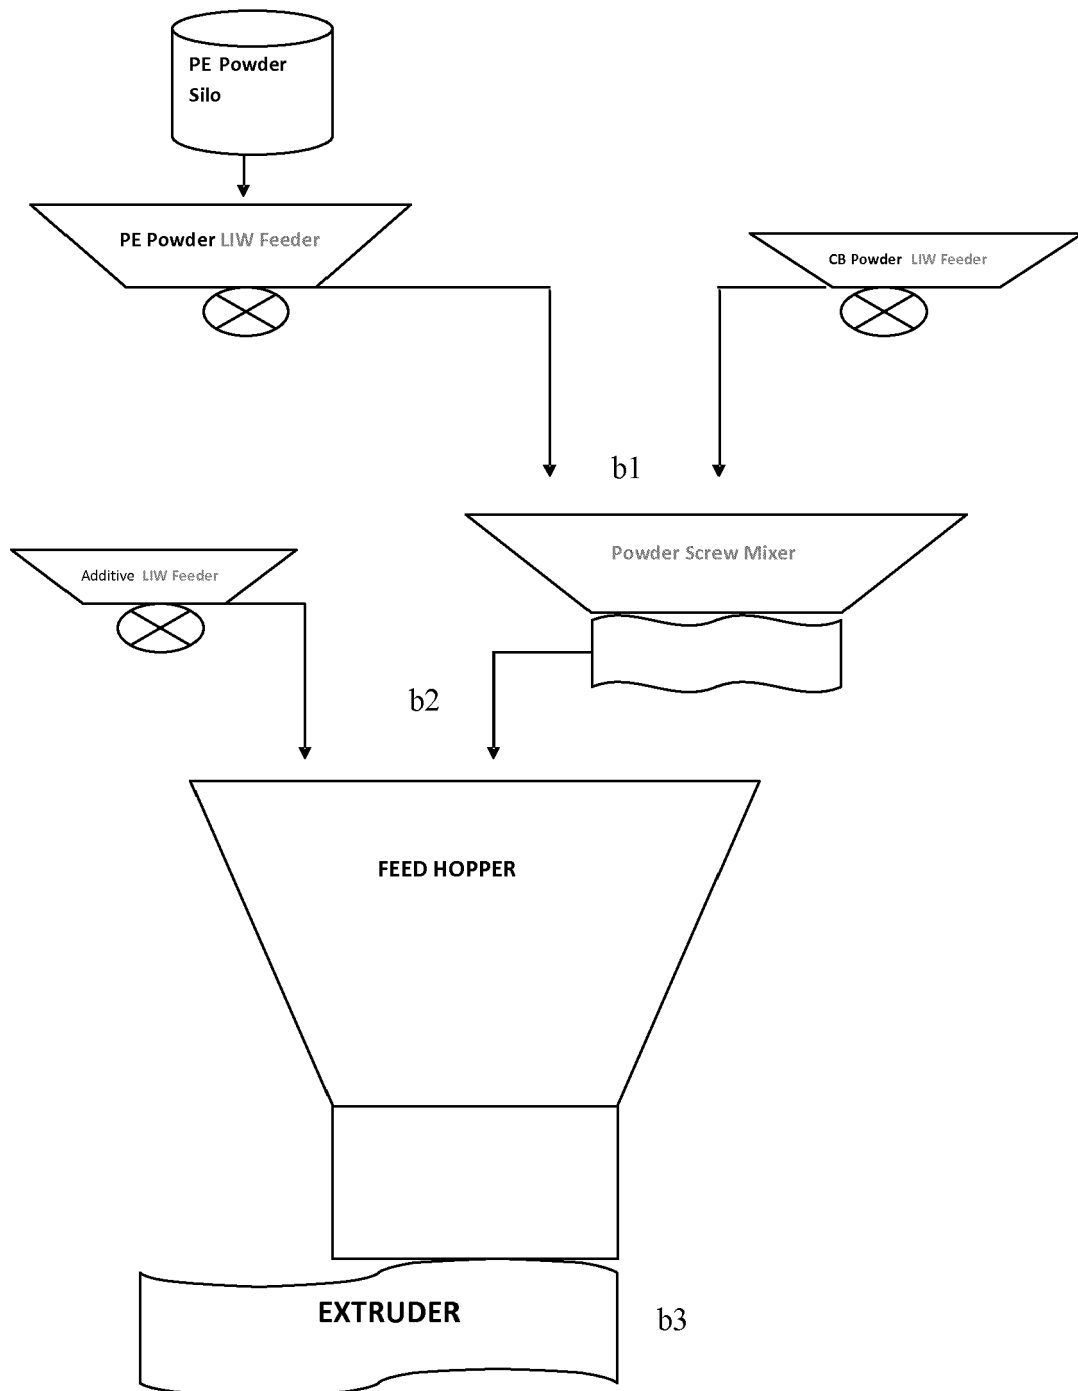 PE Powder
Silo
PE Powder LIW Feeder
CB Powder LIW Feeder
b1
Powder Screw Mixer
Additive LIW Feeder
b2
FEED HOPPER
EXTRUDER
b3